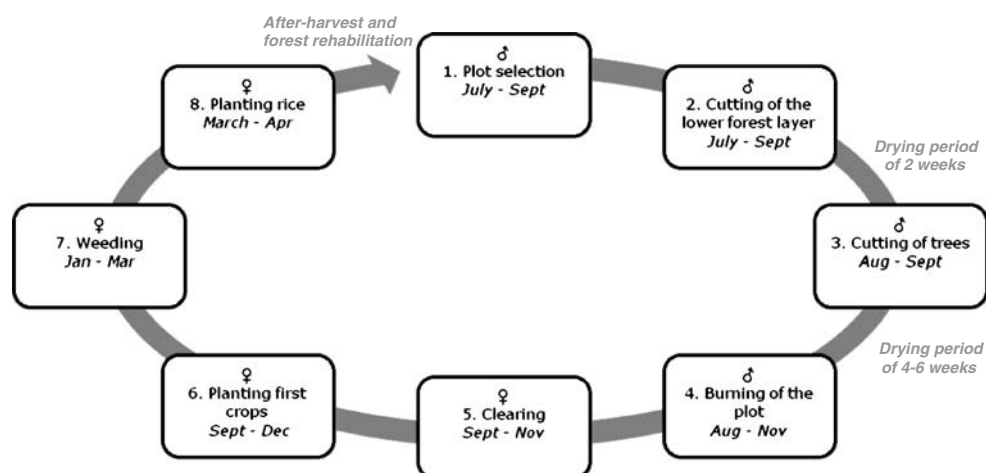 After-harvest and
forest rehabilitation
♂
1. Plot selection
July - Sept
♂
2. Cutting of the
lower forest layer
July - Sept
Drying period
of 2 weeks
♂
3. Cutting of trees
Aug - Sept
Drying period
of 4-6 weeks
♂
4. Burning of the
plot
Aug - Nov
♀
5. Clearing
Sept - Nov
♀
6. Planting first
crops
Sept - Dec
♀
7. Weeding
Jan - Mar
♀
8. Planting rice
March - Apr